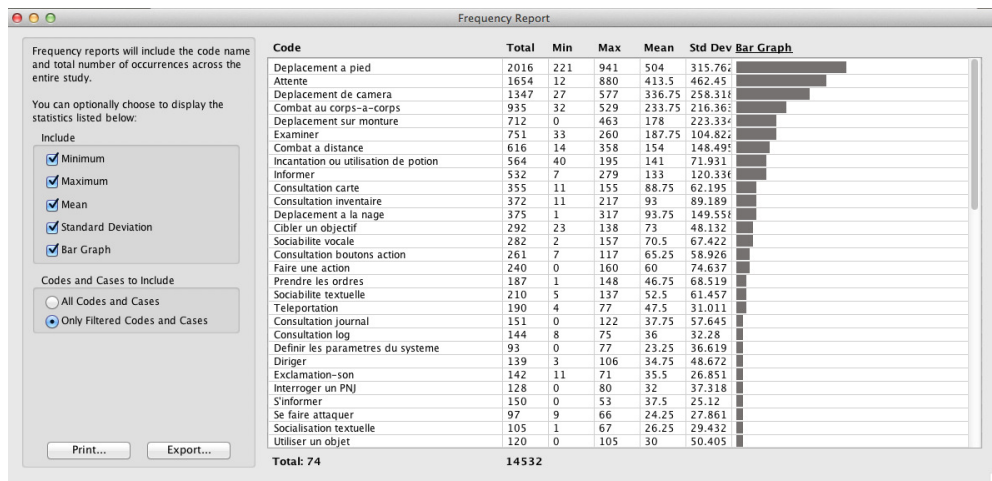 Frequency Report
Frequency reports will include the code name
and total number of occurrences across the
entire study.
You can optionally choose to display the
statistics listed below:
Include
Minimum
Maximum
Mean
Standard Deviation
Bar Graph
Codes and Cases to Include
All Codes and Cases
Only Filtered Codes and Cases
Print... Export...
Code Total Min Max Mean Std Dev Bar Graph
Deplacement a pied 2016 221 941 504 315.762
Attente 1654 12 880 413.5 462.45
Deplacement de camera 1347 27 577 336.75 258.318
Combat au corps-a-corps 935 32 529 233.75 216.363
Deplacement sur monture 712 0 463 178 223.334
Examiner 751 33 260 187.75 104.822
Combat a distance 616 14 358 154 148.495
Incantation ou utilisation de potion 564 40 195 141 71.931
Informer 532 7 279 133 120.336
Consultation carte 355 11 155 88.75 62.195
Consultation inventaire 372 11 217 93 89.189
Deplacement a la nage 375 1 317 93.75 149.558
Cibler un objectif 292 23 138 73 48.132
Sociabilite vocale 282 2 157 70.5 67.422
Consultation boutons action 261 7 117 65.25 58.926
Faire une action 240 0 160 60 74.637
Prendre les ordres 187 1 148 46.75 68.519
Sociabilite textuelle 210 5 137 52.5 61.457
Teleportation 190 4 77 47.5 31.011
Consultation journal 151 0 122 37.75 57.645
Consultation log 144 8 75 36 32.28
Definir les parametres du systeme 93 0 77 23.25 36.619
Diriger 139 3 106 34.75 48.672
Exclamation-son 142 11 71 35.5 26.851
Interroger un PNJ 128 0 80 32 37.318
S'informer 150 0 53 37.5 25.12
Se faire attaquer 97 9 66 24.25 27.861
Socialisation textuelle 105 1 67 26.25 29.432
Utiliser un objet 120 0 105 30 50.405
Total: 74 14532